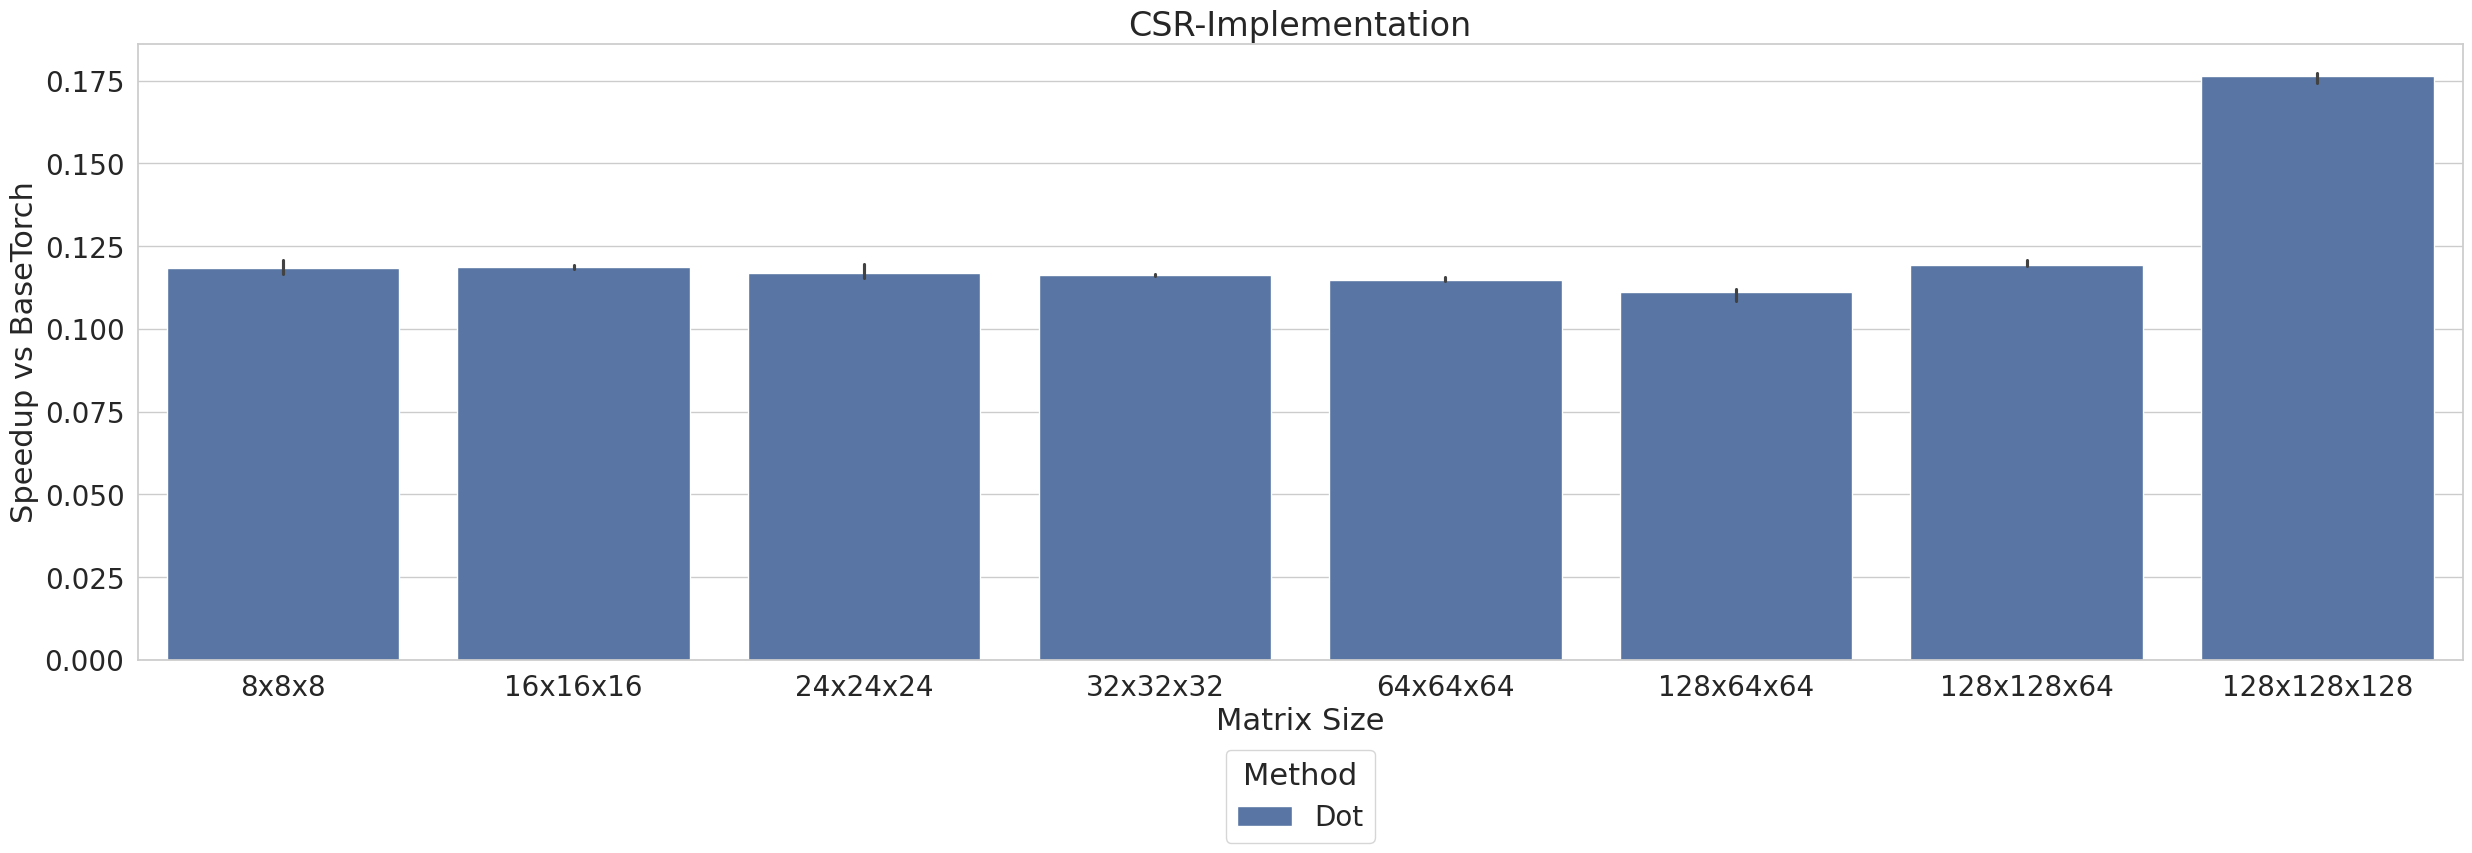 CSR-Implementation
Speedup vs BaseTorch
0.175
0.150
0.125
0.100
0.075
0.050
0.025
0.000
8x8x8 16x16x16 24x24x24 32x32x32 64x64x64 128x64x64 128x128x64 128x128x128
Matrix Size
Method
Dot